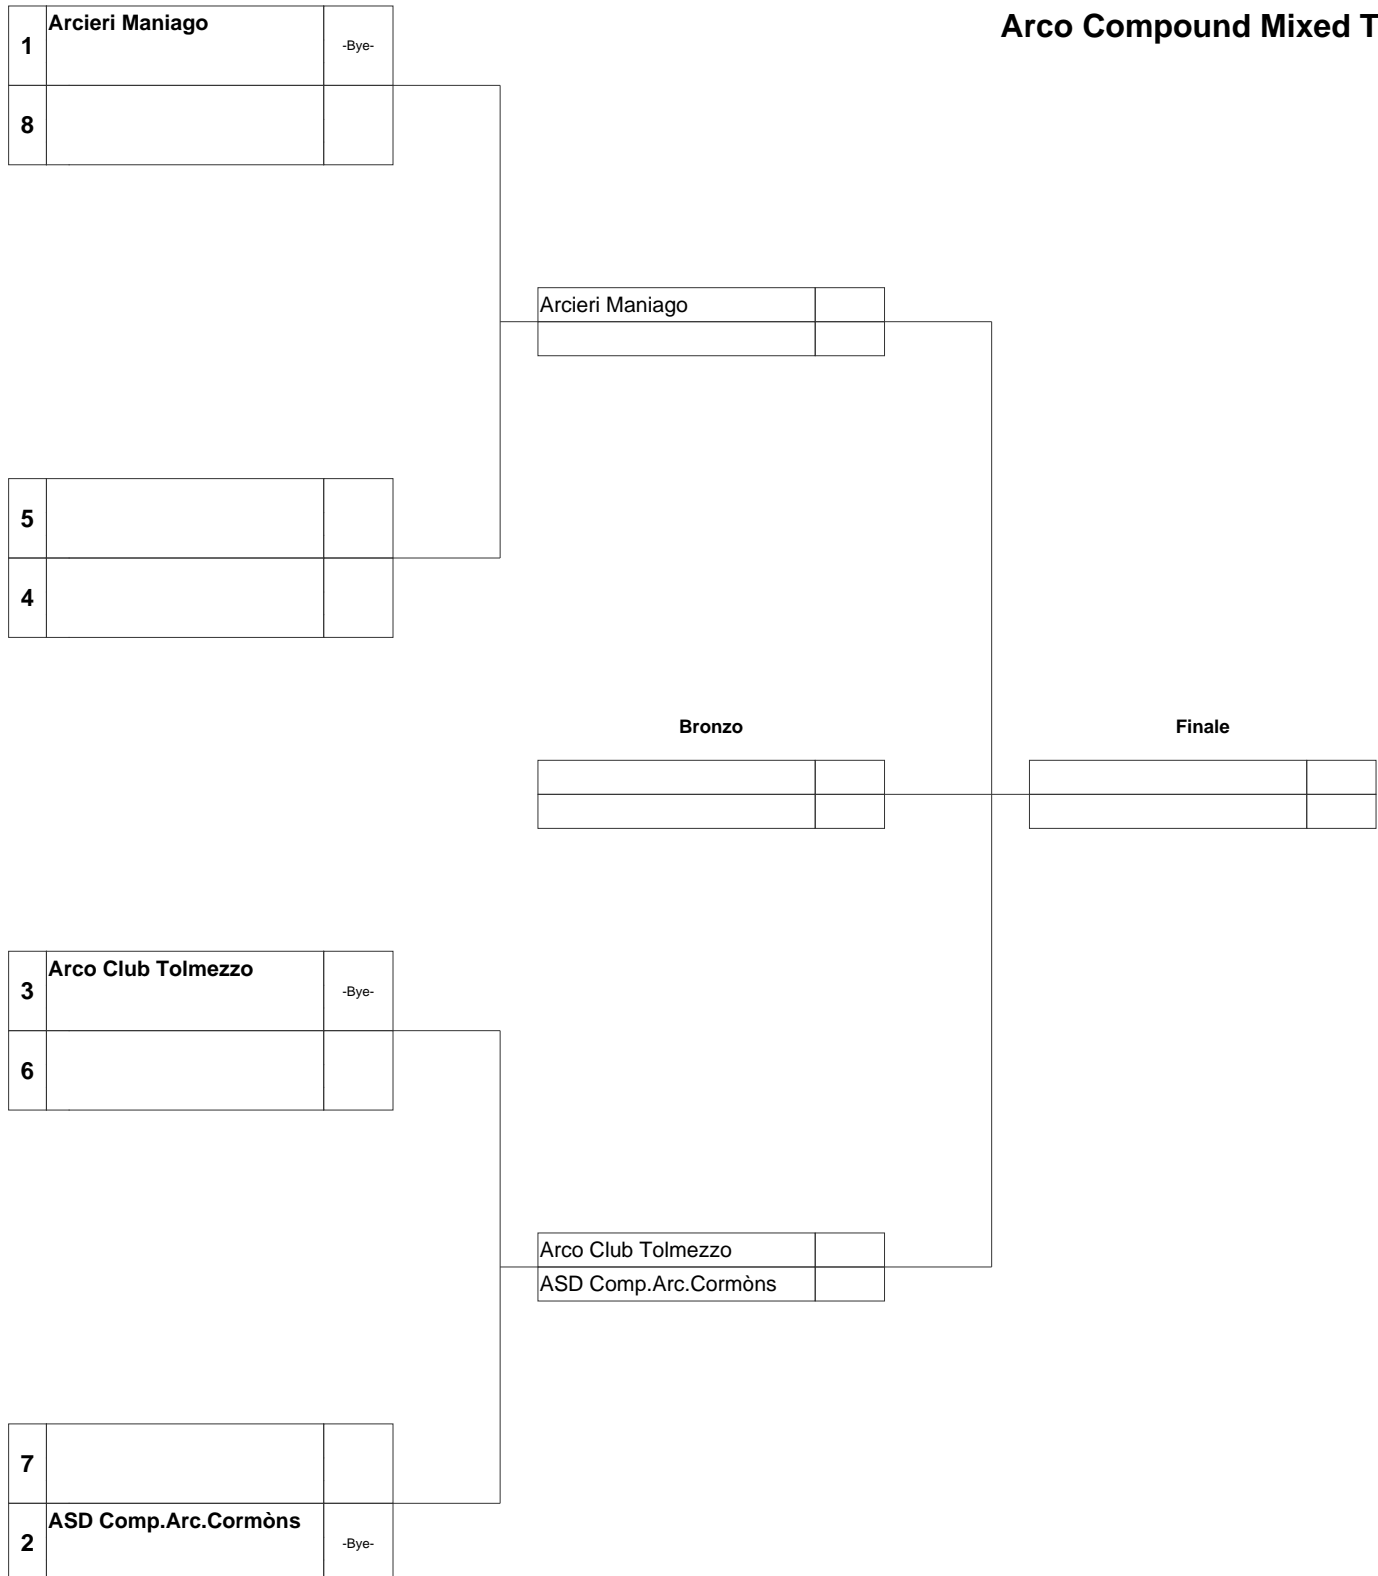 Arco Compound Mixed T
1
Arcieri Maniago
-Bye-
8
Arcieri Maniago
5
4
Bronzo
Finale
3
Arco Club Tolmezzo
-Bye-
6
Arco Club Tolmezzo
ASD Comp.Arc.Cormòns
7
2
ASD Comp.Arc.Cormòns
-Bye-